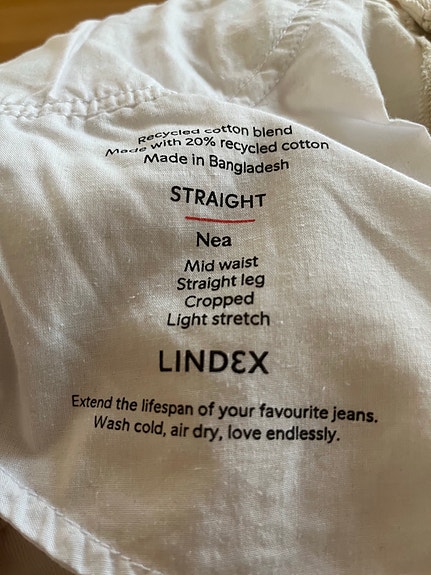 Recycled cotton blend
Made with 20% recycled cotton
Made in Bangladesh
STRAIGHT
Nea
Mid waist
Straight leg
Cropped
Light stretch
LINDEX
Extend the lifespan of your favourite jeans.
Wash cold, air dry, love endlessly.